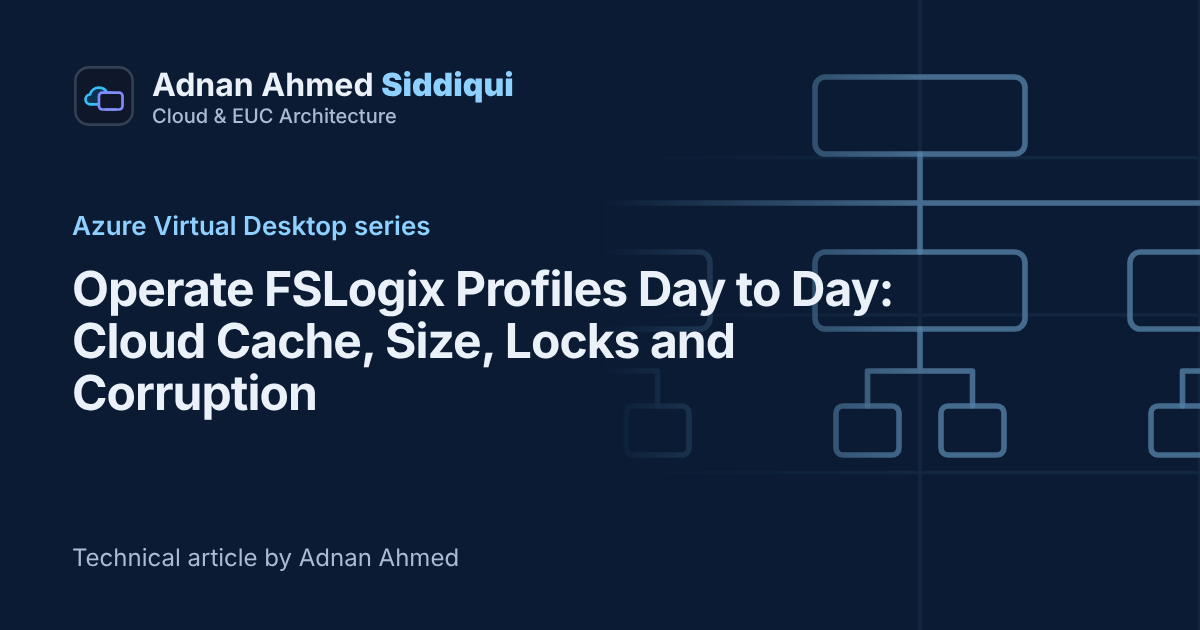 Adnan Ahmed Siddiqui
Cloud & EUC Architecture
Azure Virtual Desktop series
Operate FSLogix Profiles Day to Day:
Cloud Cache, Size, Locks and
Corruption
Technical article by Adnan Ahmed